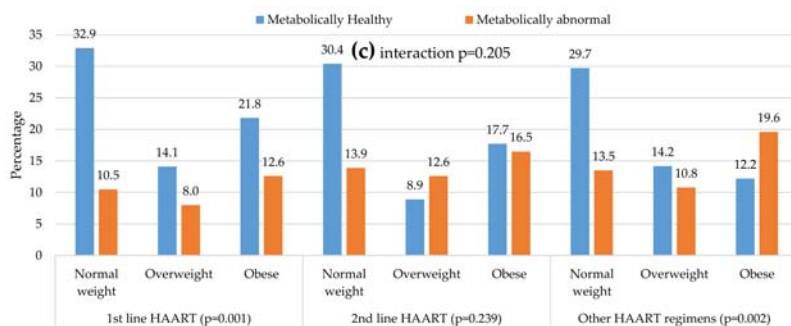 Metabolically Healthy Metabolically abnormal
(c) interaction p=0.205
Percentage
35
30
25
20
15
10
5
0
32.9 10.5 14.1 8.0 21.8 12.6
30.4 13.9 8.9 12.6 17.7 16.5
29.7 13.5 14.2 10.8 12.2 19.6
Normal weight Overweight Obese Normal weight Overweight Obese Normal weight Overweight Obese
1st line HAART (p=0.001) 2nd line HAART (p=0.239) Other HAART regimens (p=0.002)